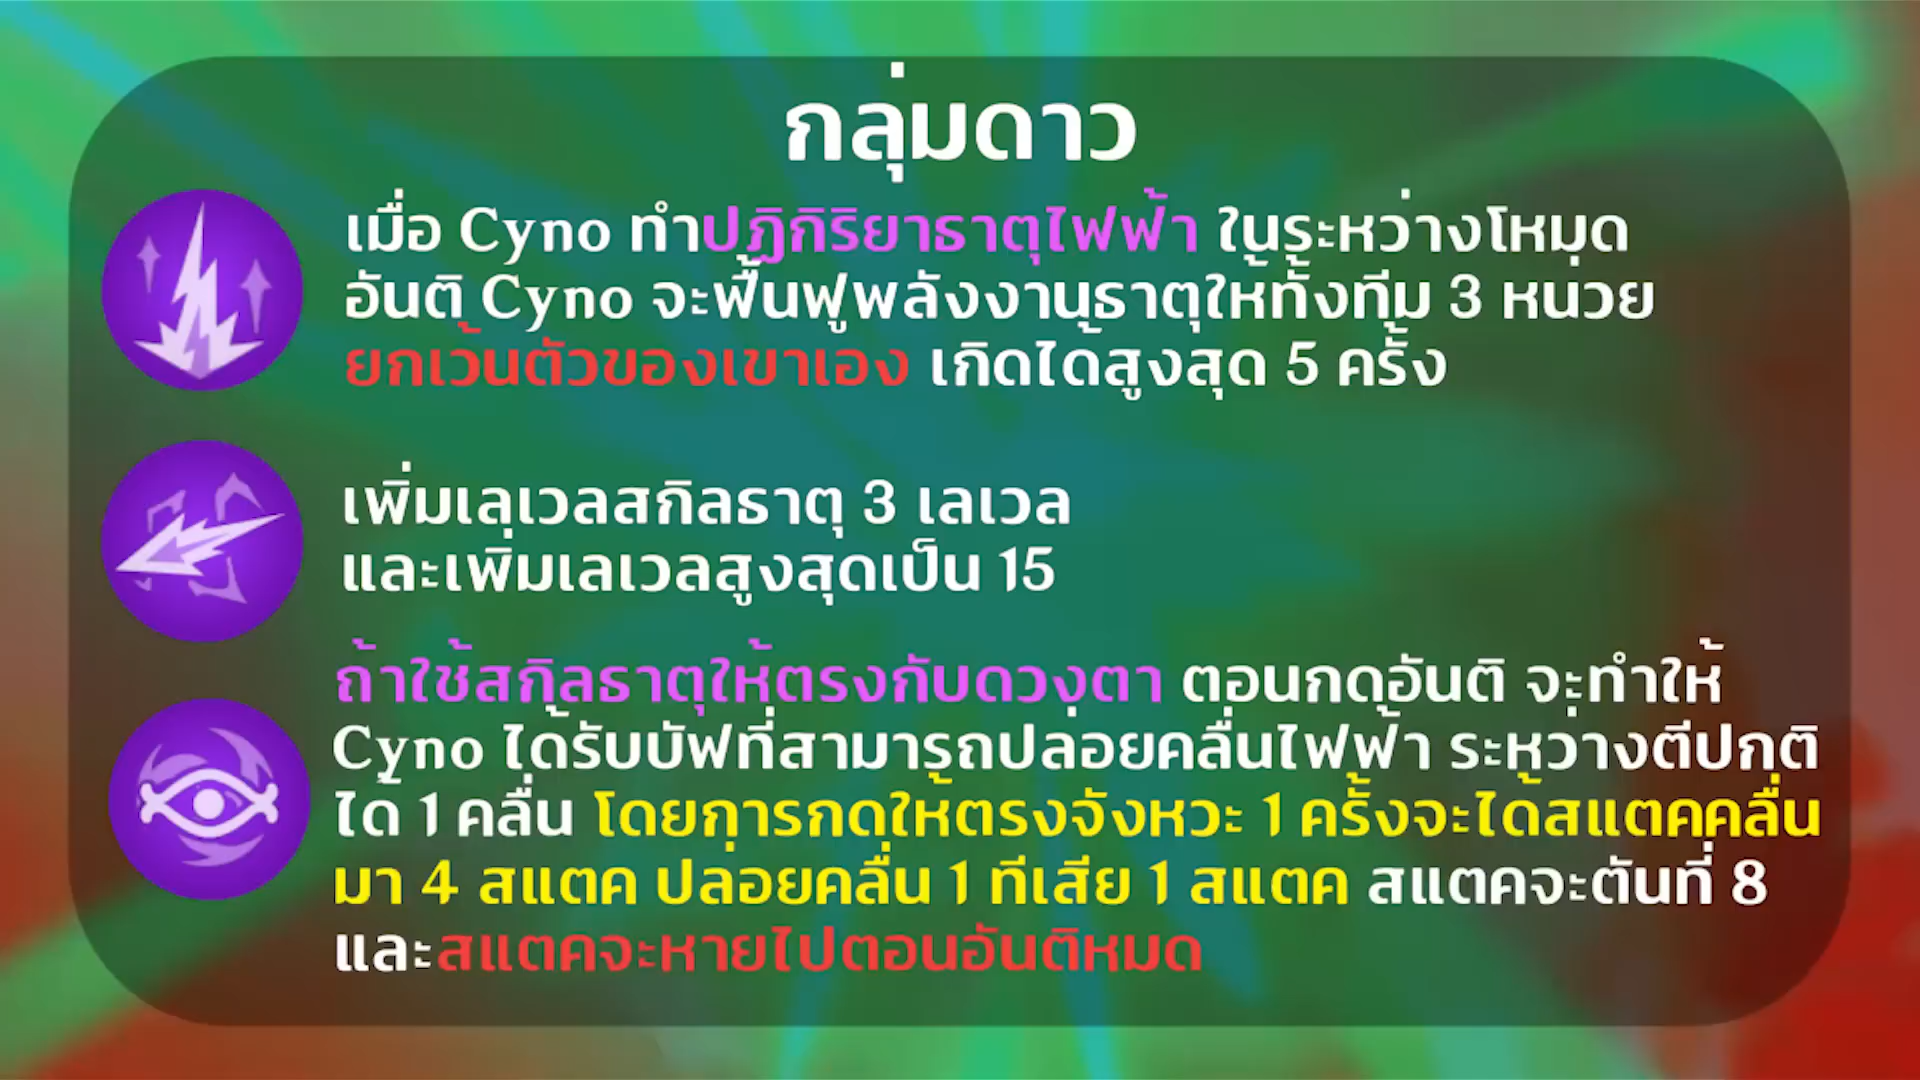 กลุ่มดาว
เมื่อ Cyno ทำปฏิกิริยาธาตุไฟฟ้า ในระหว่างโหมด
อันติ Cyno จะฟื้นฟูพลังงานธาตุให้ทั้งทีม 3 หน่วย
ยกเว้นตัวของเขาเอง เกิดได้สูงสุด 5 ครั้ง
เพิ่มเลเวลสกิลธาตุ 3 เลเวล
และเพิ่มเลเวลสูงสุดเป็น 15
ถ้าใช้สกิลธาตุให้ตรงกับดวงตา ตอนกดอันติ จะทำให้
Cyno ได้รับบัฟที่สามารถปล่อยคลื่นไฟฟ้า ระหว่างตีปกติ
ได้ 1 คลื่น โดยการกดให้ตรงจังหวะ 1 ครั้งจะได้สแตคคลื่น
มา 4 สแตค ปล่อยคลื่น 1 ทีเสีย 1 สแตค สแตคจะตันที่ 8
และสแตคจะหายไปตอนอันติหมด